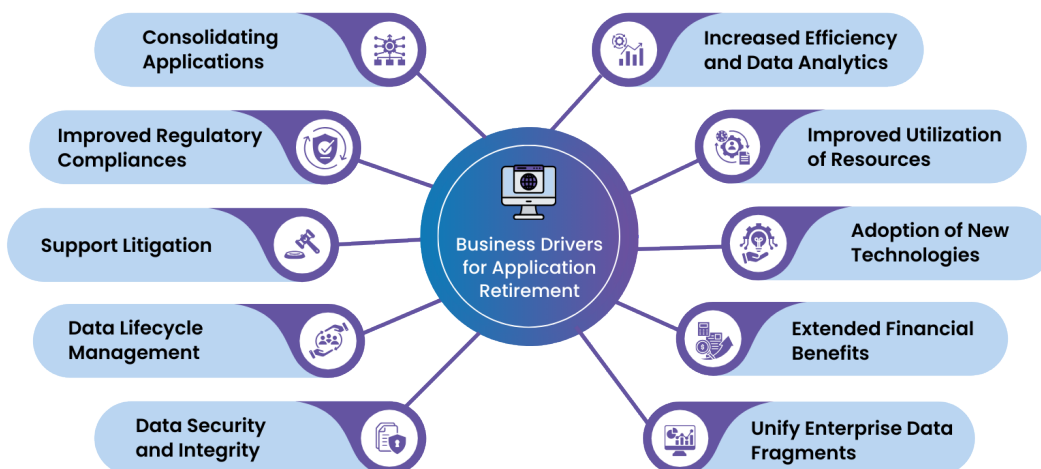 Consolidating
Applications
Improved Regulatory
Compliances
Support Litigation
Data Lifecycle
Management
Data Security
and Integrity
Business Drivers
for Application
Retirement
Increased Efficiency
and Data Analytics
Improved Utilization
of Resources
Adoption of New
Technologies
Extended Financial
Benefits
Unify Enterprise Data
Fragments